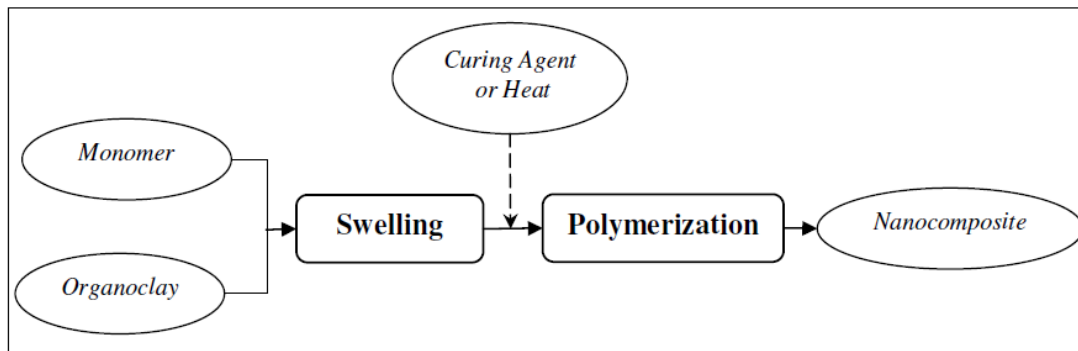 Curing Agent
or Heat
Monomer
Swelling
Polymerization
Nanocomposite
Organoclay